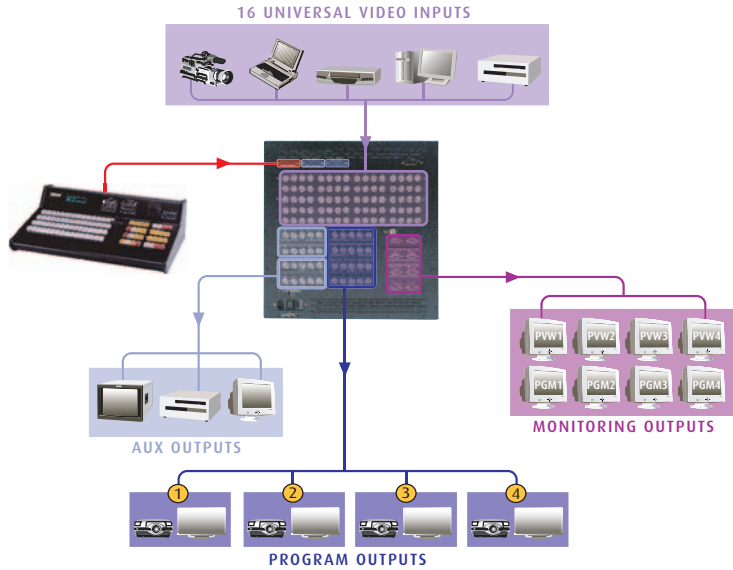 16 UNIVERSAL VIDEO INPUTS
PVW1 PVW2 PVW3 PVW4
PGM1 PGM2 PGM3 PGM4
MONITORING OUTPUTS
AUX OUTPUTS
1 2 3 4
PROGRAM OUTPUTS